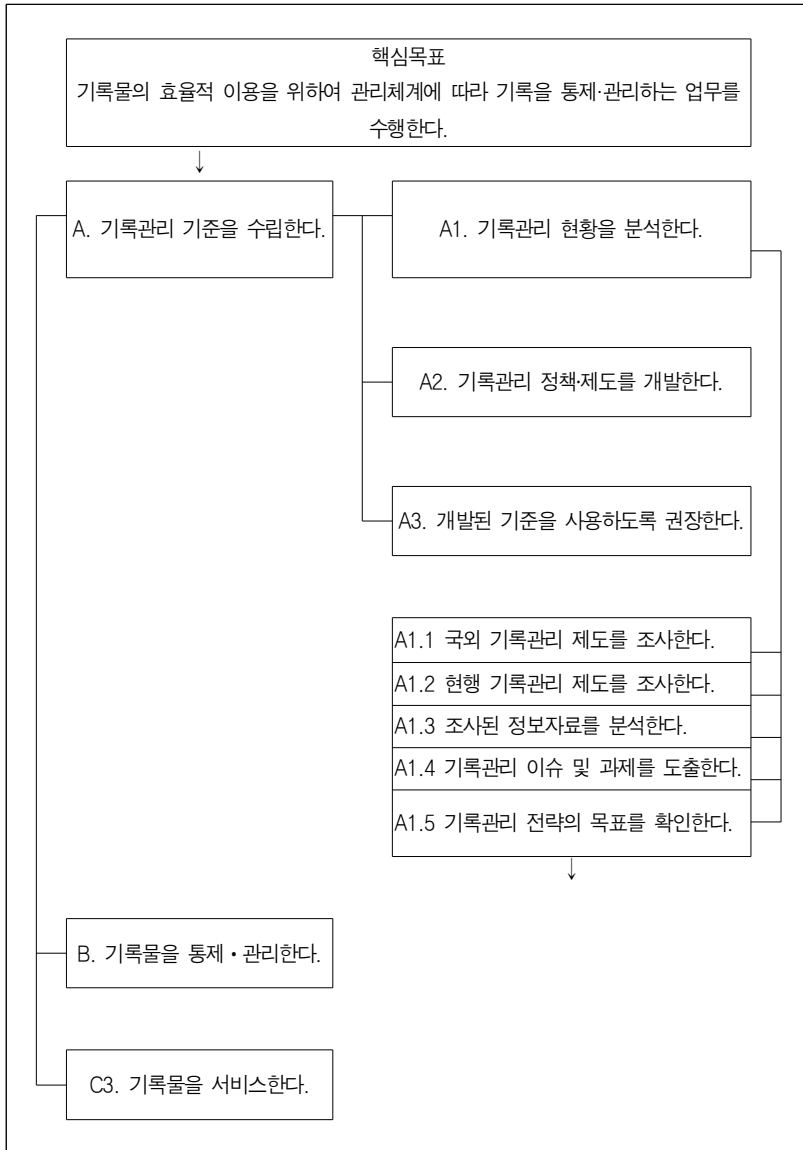 핵심목표
기록물의 효율적 이용을 위하여 관리체계에 따라 기록을 통제·관리하는 업무를
수행한다.
A. 기록관리 기준을 수립한다.
A1. 기록관리 현황을 분석한다.
A2. 기록관리 정책·제도를 개발한다.
A3. 개발된 기준을 사용하도록 권장한다.
A1.1 국외 기록관리 제도를 조사한다.
A1.2 현행 기록관리 제도를 조사한다.
A1.3 조사된 정보자료를 분석한다.
A1.4 기록관리 이슈 및 과제를 도출한다.
A1.5 기록관리 전략의 목표를 확인한다.
B. 기록물을 통제・관리한다.
C3. 기록물을 서비스한다.